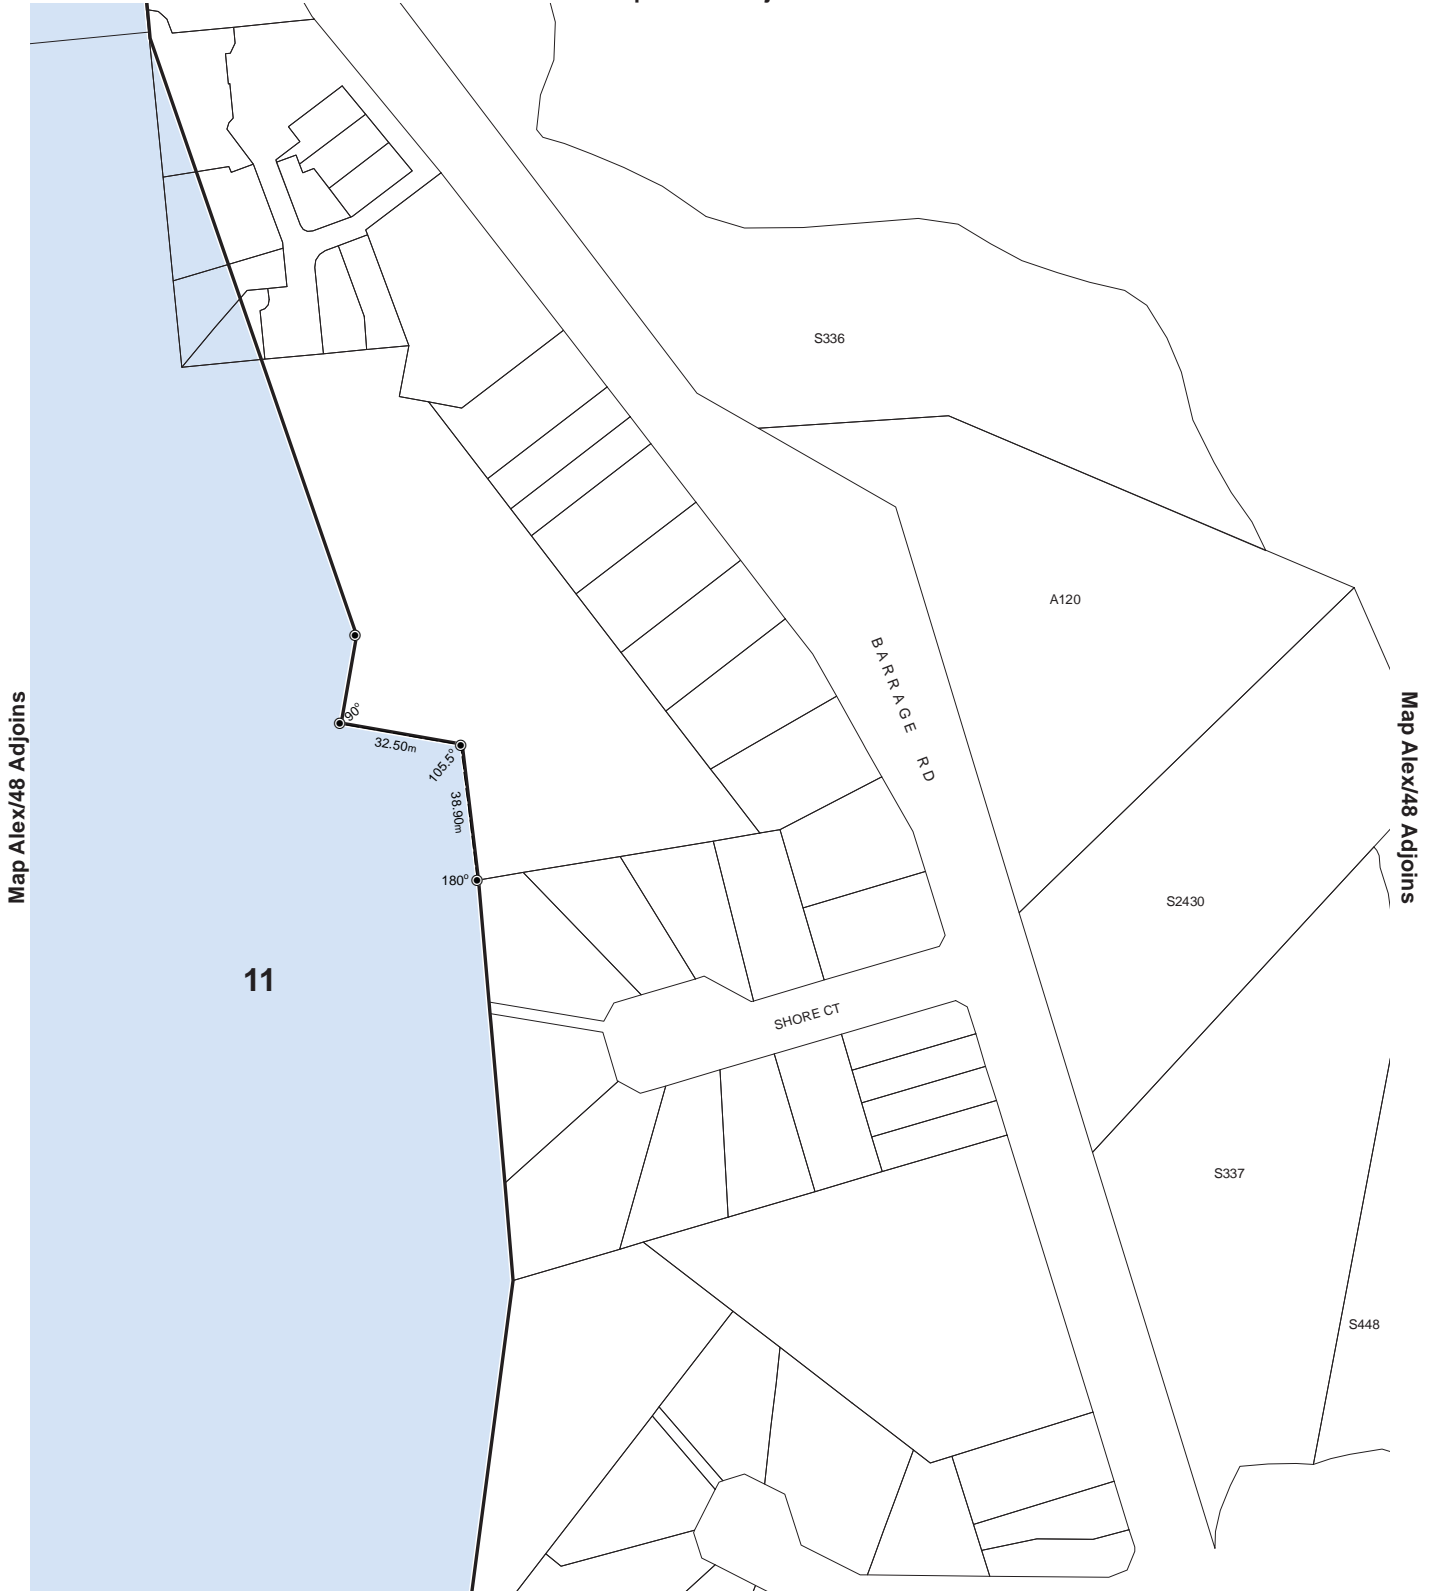 S336
A120
BARRAGE RD
Map Alex/48 Adjoins
Map Alex/48 Adjoins
90°
32.50m
105.5°
38.90m
180°
S2430
11
SHORE CT
S337
S448